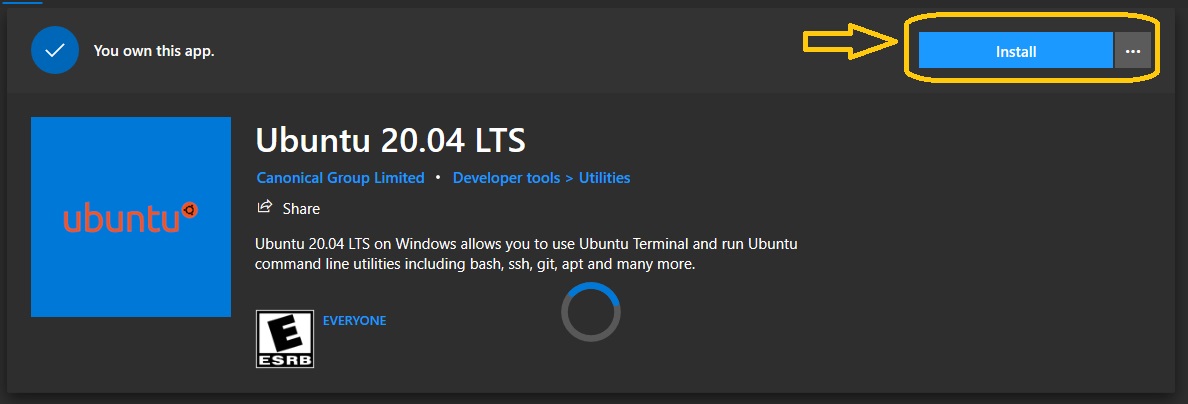 You own this app.
Install
...
Ubuntu 20.04 LTS
Canonical Group Limited • Developer tools > Utilities
Share
ubuntu
Ubuntu 20.04 LTS on Windows allows you to use Ubuntu Terminal and run Ubuntu
command line utilities including bash, ssh, git, apt and many more.
E
ESRB
EVERYONE